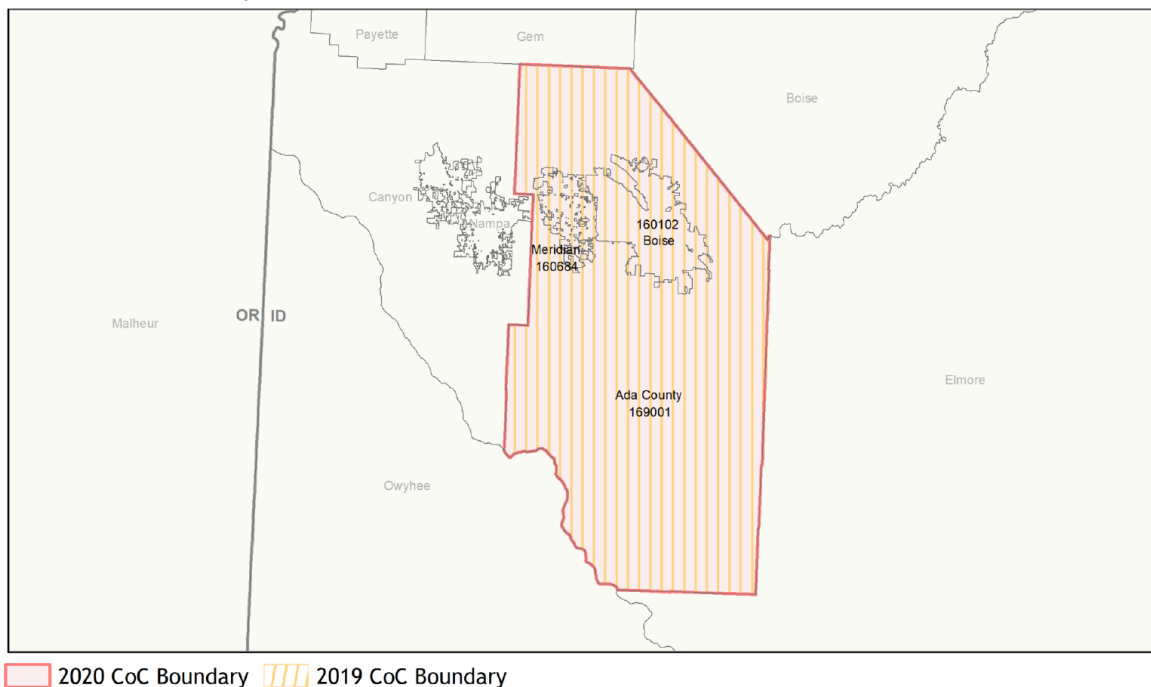 Payette
Gem
Boise
Canyon
Nampa
160102
Boise
Meridian
160684
Malheur
OR ID
Elmore
Ada County
169001
Owyhee
2020 CoC Boundary
2019 CoC Boundary